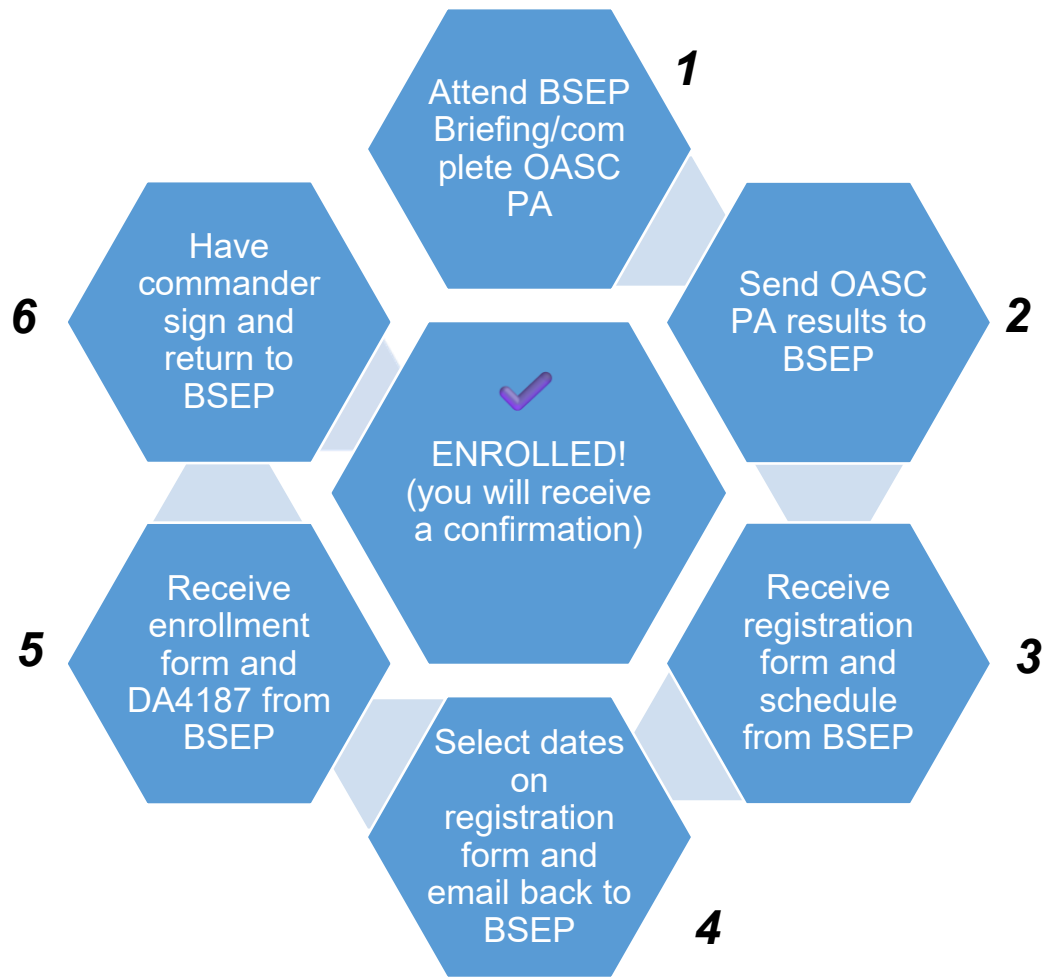 1
Attend BSEP
Briefing/com
plete OASC
PA
2
Send OASC
PA results to
BSEP
3
Receive
registration
form and
schedule
from BSEP
4
Select dates
on
registration
form and
email back to
BSEP
5
Receive
enrollment
form and
DA4187 from
BSEP
6
Have
commander
sign and
return to
BSEP
ENROLLED!
(you will receive
a confirmation)